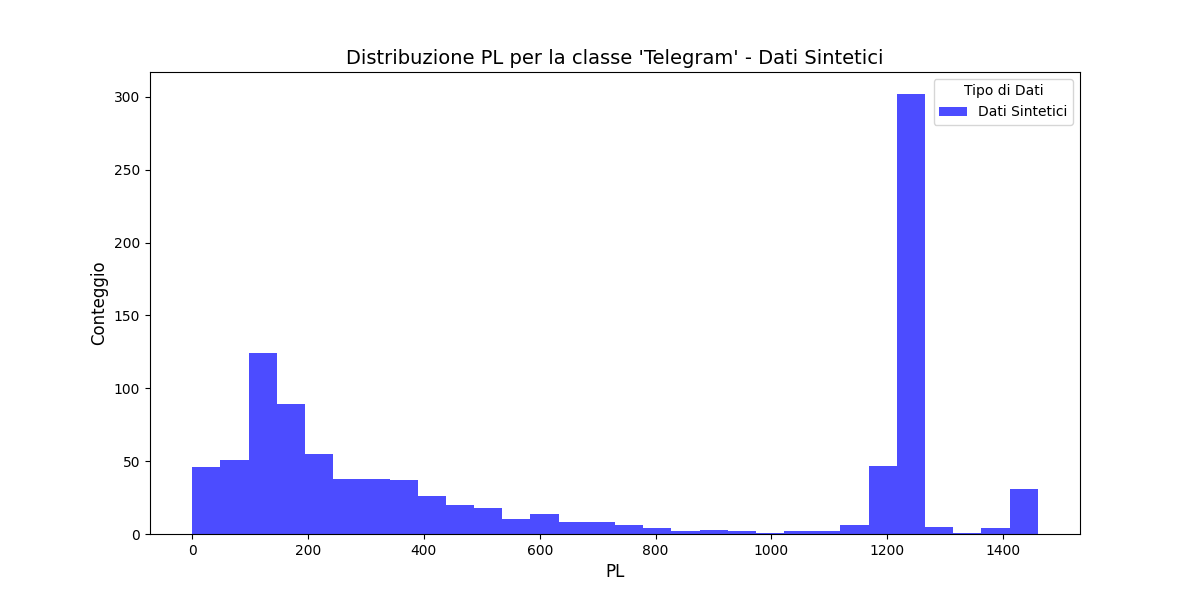 Distribuzione PL per la classe 'Telegram' - Dati Sintetici
Tipo di Dati
Dati Sintetici
Conteggio
300
250
200
150
100
50
0
0 200 400 600 800 1000 1200 1400
PL